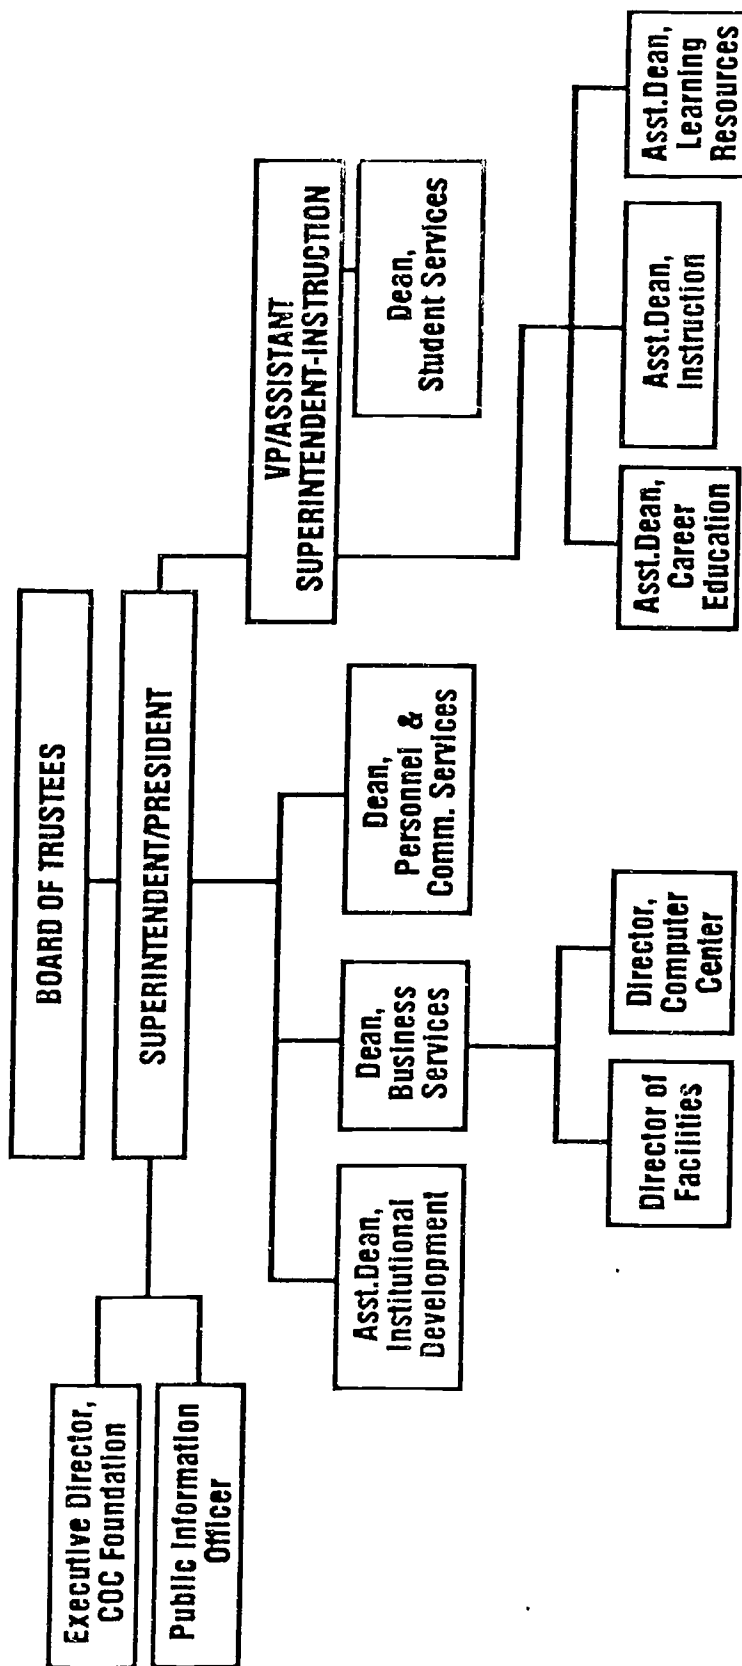 BOARD OF TRUSTEES
SUPERINTENDENT/PRESIDENT
Executive Director,
COC Foundation
Public Information
Officer
VP/ASSISTANT
SUPERINTENDENT-INSTRUCTION
Dean,
Student Services
Asst.Dean,
Institutional
Development
Dean,
Business
Services
Dean,
Personnel &
Comm. Services
Director of
Facilities
Director,
Computer
Center
Asst.Dean,
Career
Education
Asst.Dean,
Instruction
Asst.Dean,
Learning
Resources